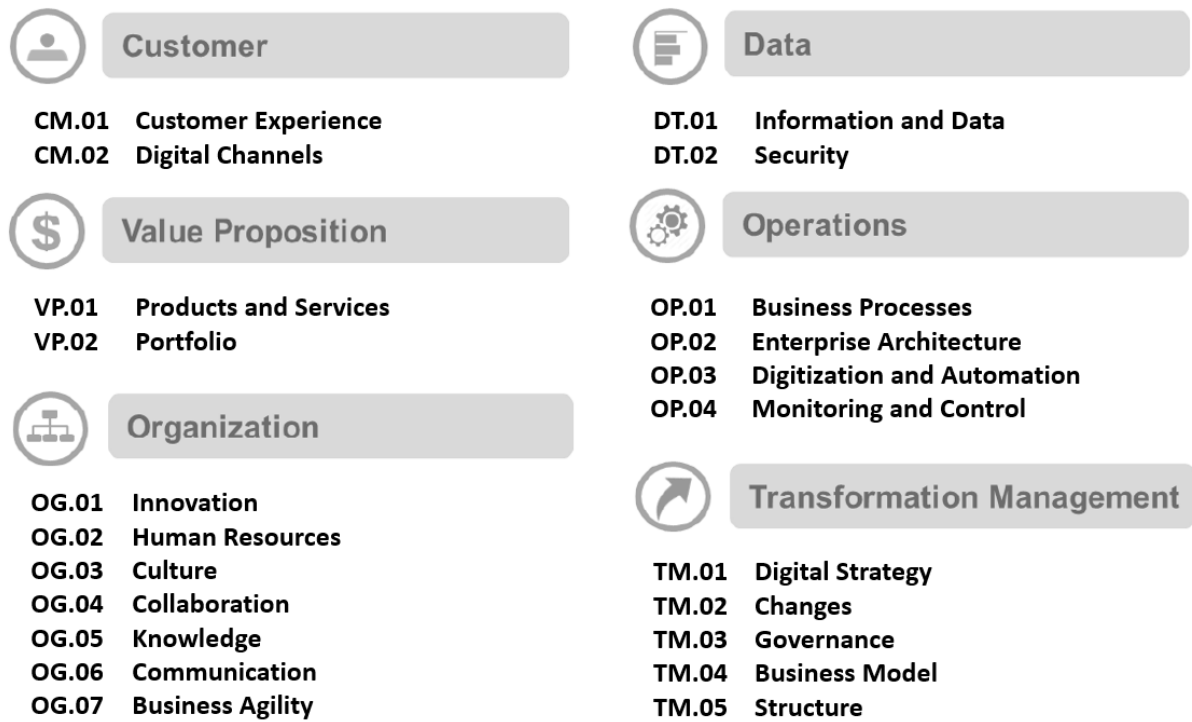 Customer
CM.01 Customer Experience
CM.02 Digital Channels
$ Value Proposition
VP.01 Products and Services
VP.02 Portfolio
Organization
OG.01 Innovation
OG.02 Human Resources
OG.03 Culture
OG.04 Collaboration
OG.05 Knowledge
OG.06 Communication
OG.07 Business Agility
Data
DT.01 Information and Data
DT.02 Security
Operations
OP.01 Business Processes
OP.02 Enterprise Architecture
OP.03 Digitization and Automation
OP.04 Monitoring and Control
Transformation Management
TM.01 Digital Strategy
TM.02 Changes
TM.03 Governance
TM.04 Business Model
TM.05 Structure